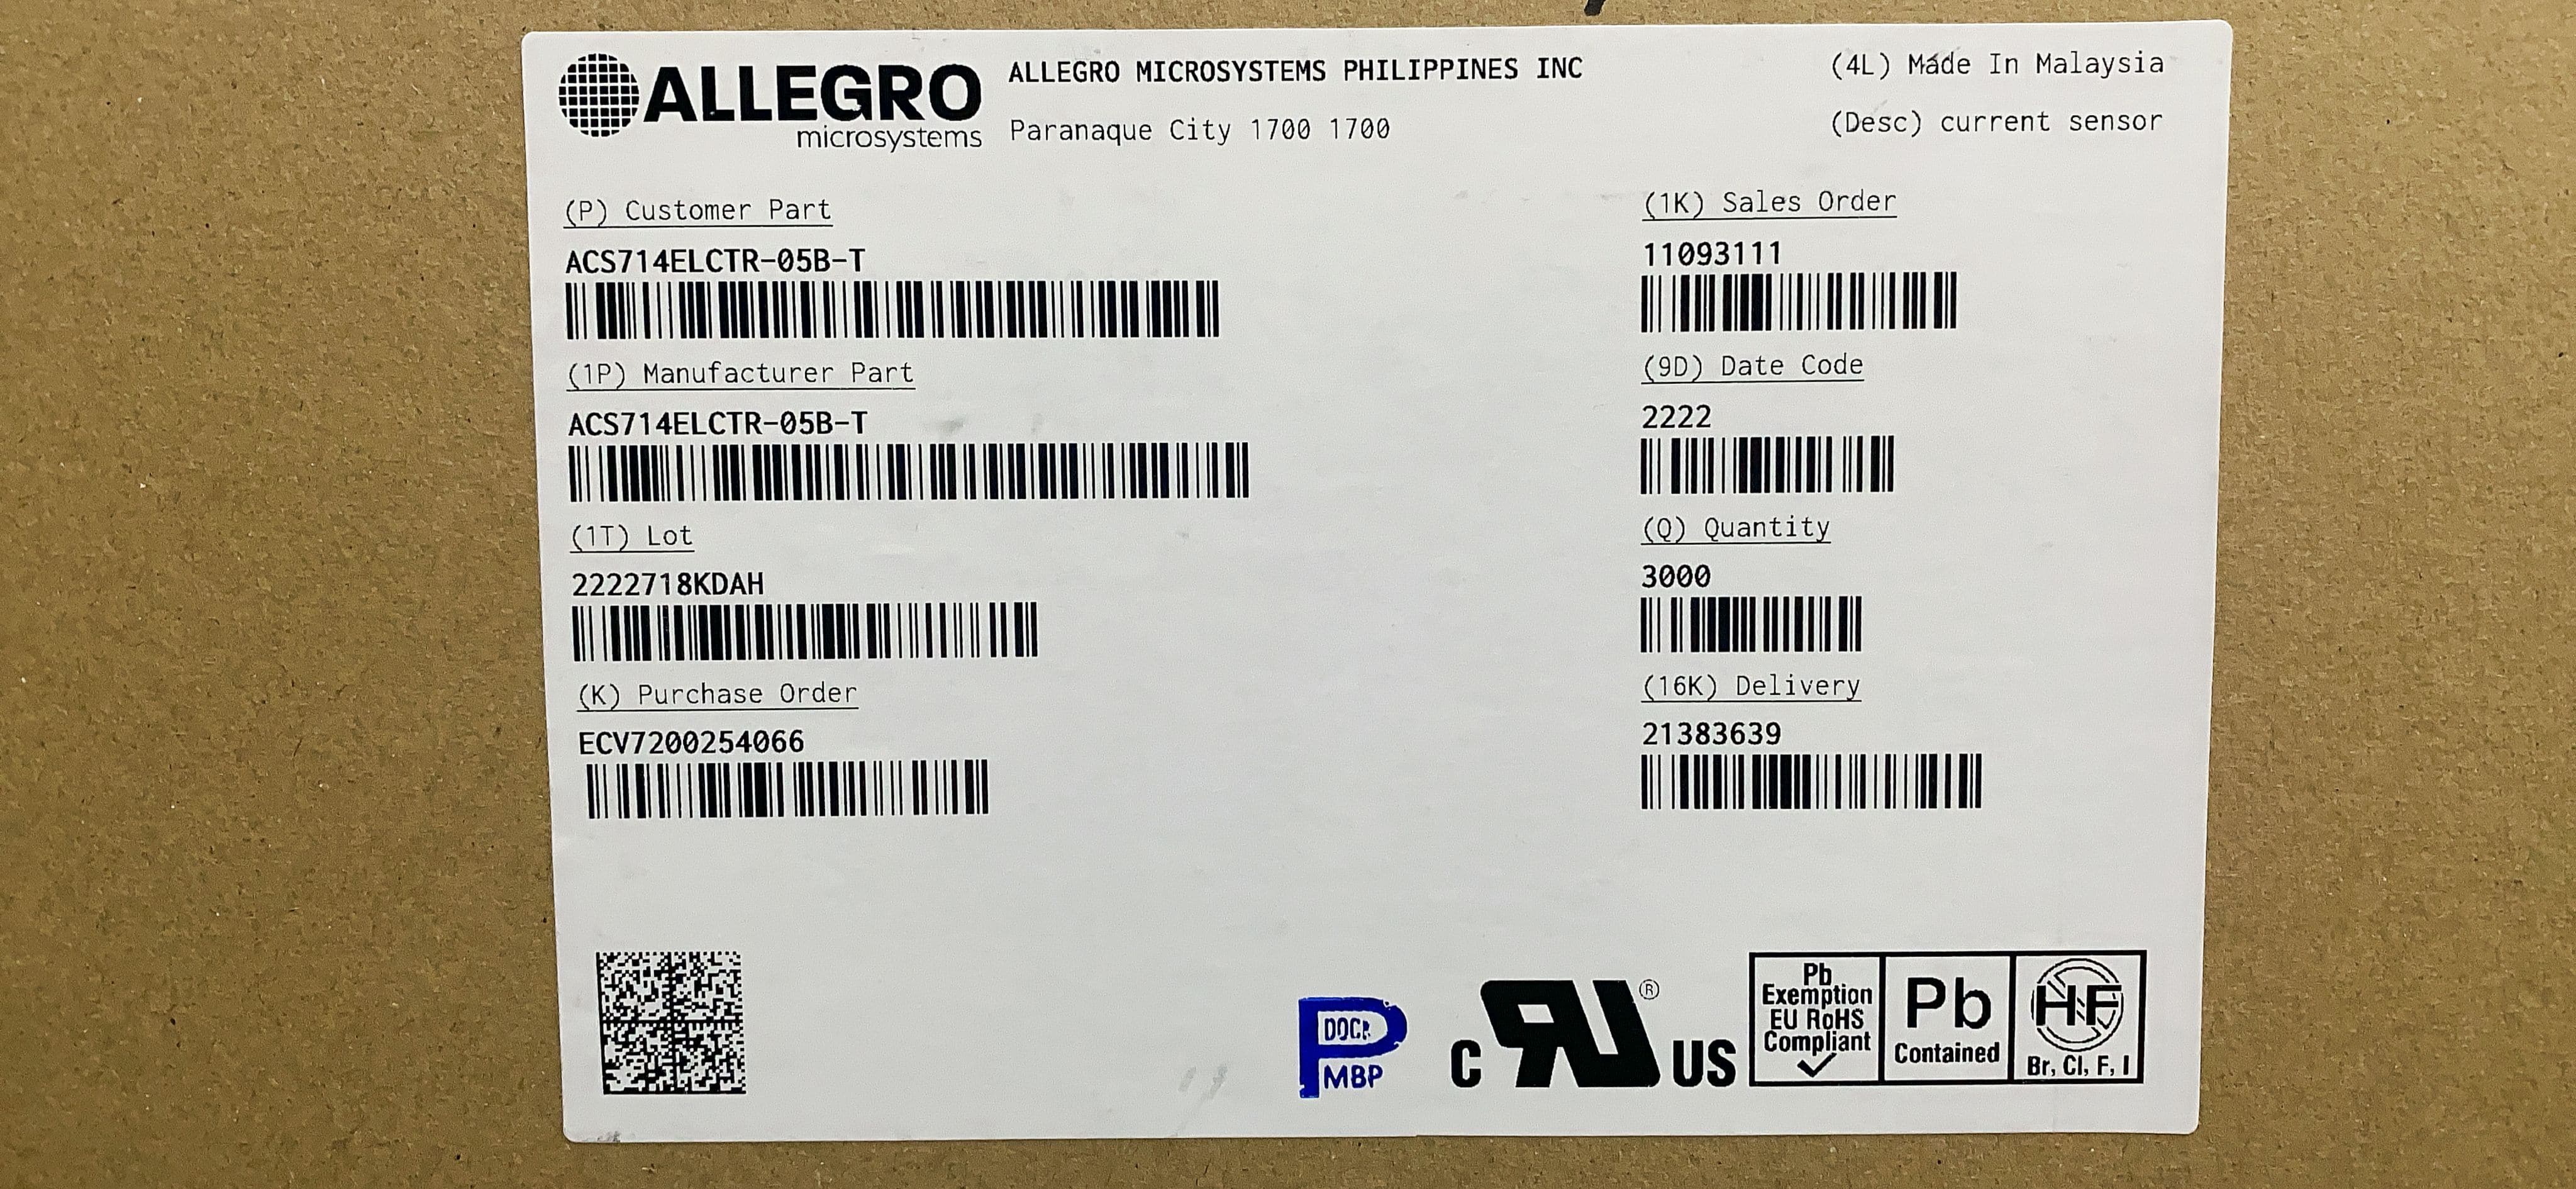 ALLEGRO
microsystems
ALLEGRO MICROSYSTEMS PHILIPPINES INC
Paranaque City 1700 1700
(4L) Made In Malaysia
(Desc) current sensor
(P) Customer Part
ACS714ELCTR-05B-T
(1P) Manufacturer Part
ACS714ELCTR-05B-T
(1T) Lot
2222718KDAH
(K) Purchase Order
ECV7200254066
(1K) Sales Order
11093111
(9D) Date Code
2222
(Q) Quantity
3000
(16K) Delivery
21383639
P
MBP
C RU ® US
Pb
Exemption
EU RoHS
Compliant
✓
Pb
Contained
HF
Br, Cl, F, I